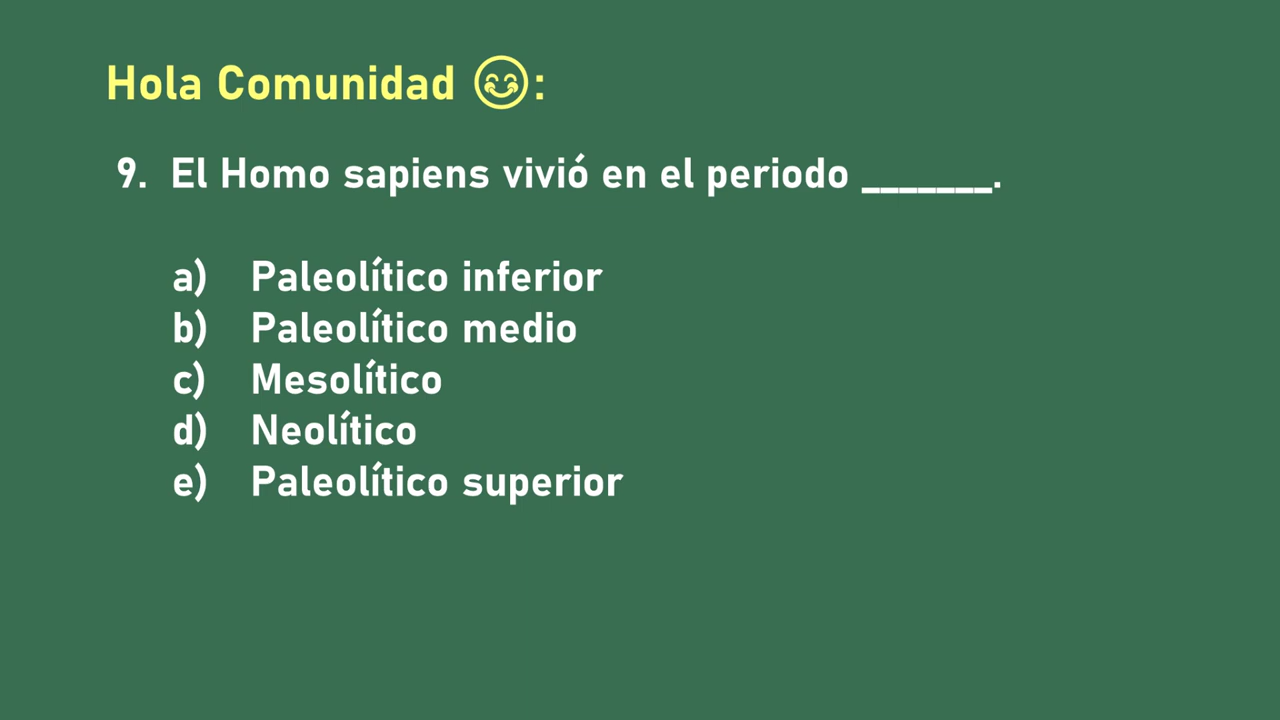 Hola Comunidad 😊:
9. El Homo sapiens vivió en el periodo _______.
a) Paleolítico inferior
b) Paleolítico medio
c) Mesolítico
d) Neolítico
e) Paleolítico superior